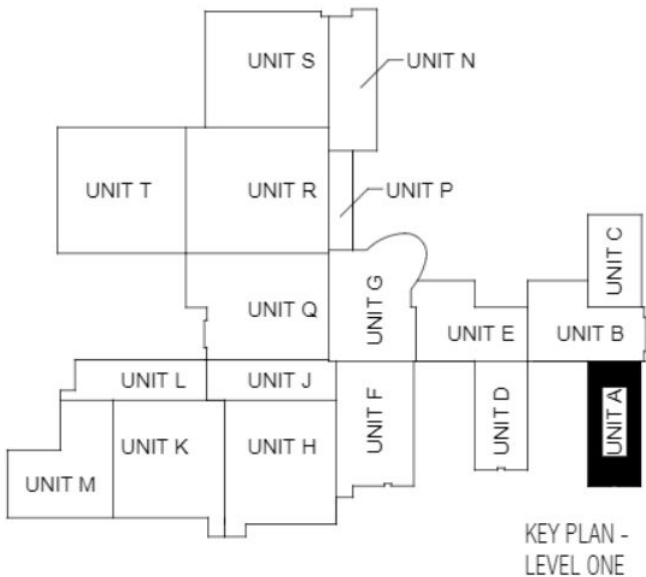 UNIT S
UNIT N
UNIT T
UNIT R
UNIT P
UNIT C
UNIT Q
UNIT G
UNIT E
UNIT B
UNIT L
UNIT J
UNIT F
UNIT D
UNIT A
UNIT K
UNIT H
UNIT M
KEY PLAN -
LEVEL ONE